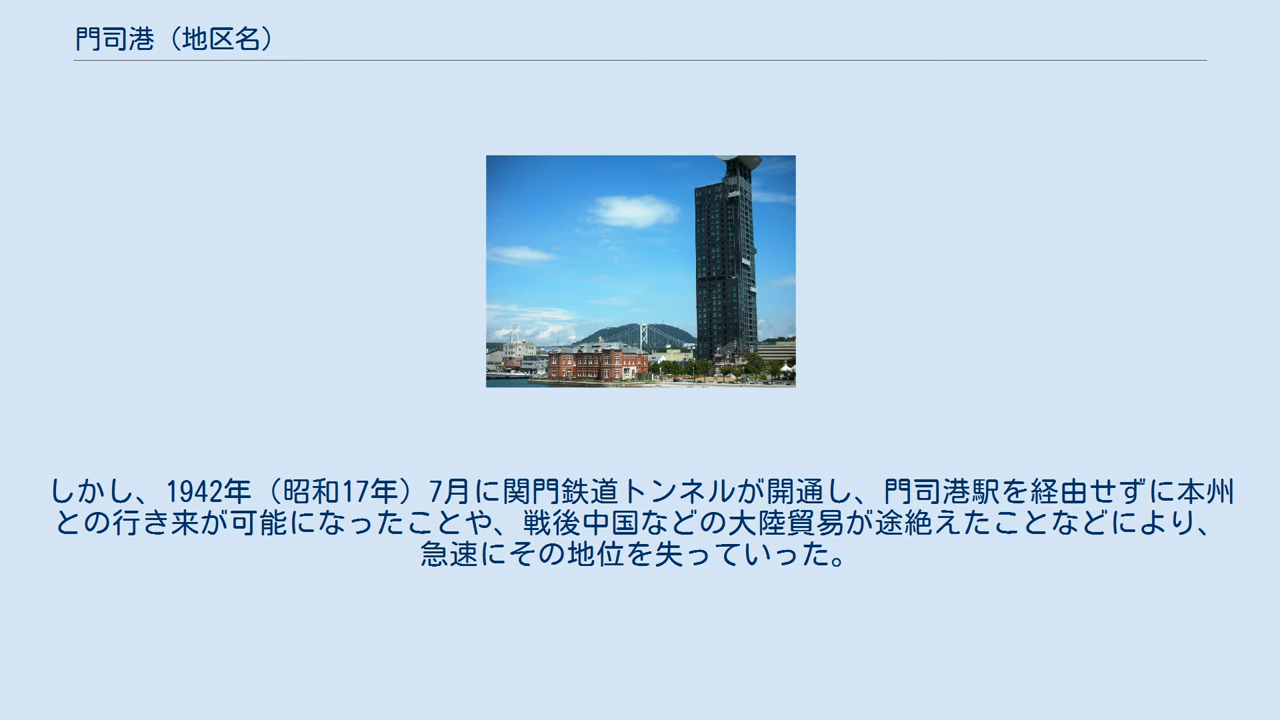 門司港（地区名）
しかし、1942年（昭和17年）7月に関門鉄道トンネルが開通し、門司港駅を経由せずに本州
との行き来が可能になったことや、戦後中国などの大陸貿易が途絶えたことなどにより、
急速にその地位を失っていった。